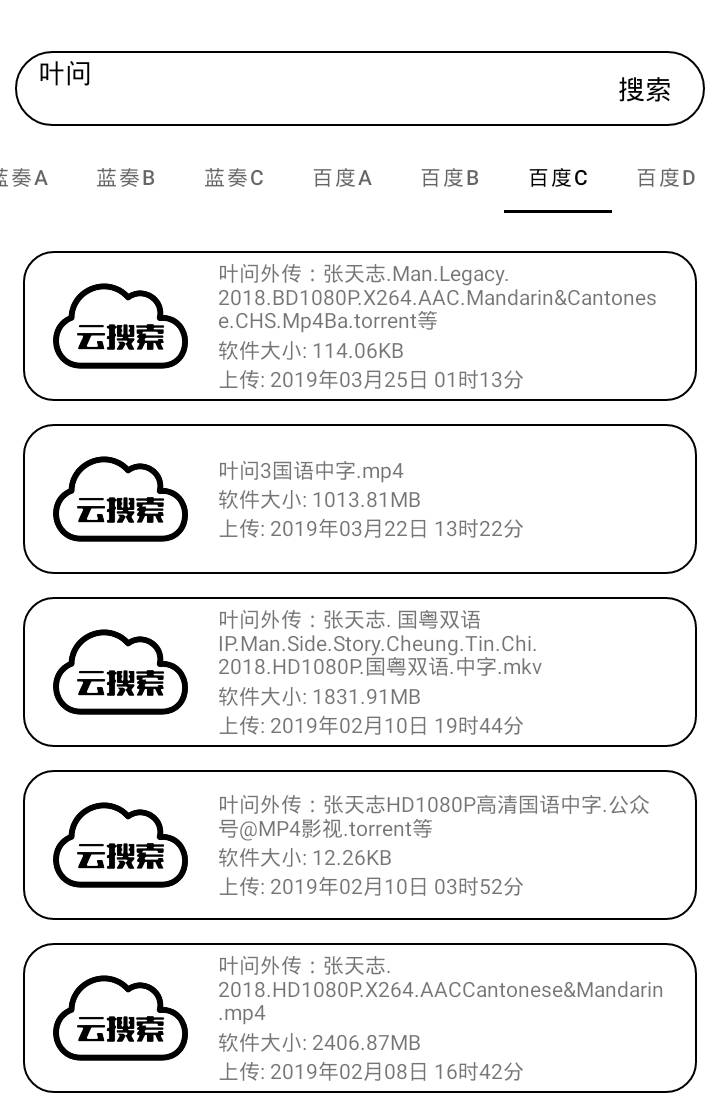 叶问
搜索
蓝奏A 蓝奏B 蓝奏C 百度A 百度B 百度C 百度D
叶问外传：张天志.Man.Legacy.
2018.BD1080P.X264.AAC.Mandarin&Cantones
e.CHS.Mp4Ba.torrent等
云搜索
软件大小: 114.06KB
上传: 2019年03月25日 01时13分
叶问3国语中字.mp4
云搜索
软件大小: 1013.81MB
上传: 2019年03月22日 13时22分
叶问外传：张天志. 国粤双语
IP.Man.Side.Story.Cheung.Tin.Chi.
2018.HD1080P.国粤双语.中字.mkv
云搜索
软件大小: 1831.91MB
上传: 2019年02月10日 19时44分
叶问外传：张天志HD1080P高清国语中字.公众
号@MP4影视.torrent等
云搜索
软件大小: 12.26KB
上传: 2019年02月10日 03时52分
叶问外传：张天志.
2018.HD1080P.X264.AACCantonese&Mandarin
.mp4
云搜索
软件大小: 2406.87MB
上传: 2019年02月08日 16时42分